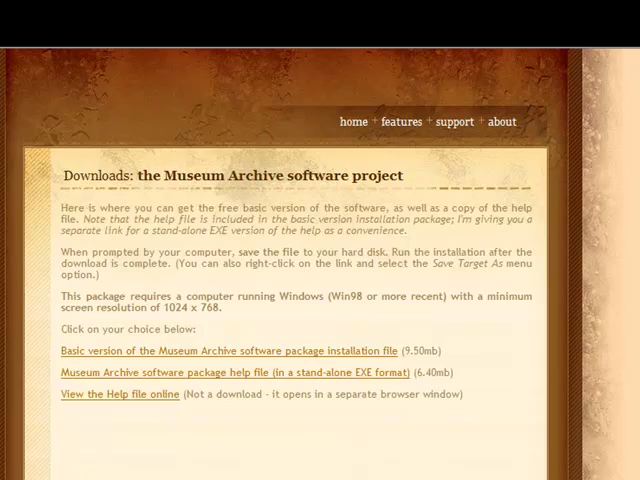 home + features + support + about
Downloads: the Museum Archive software project
Here is where you can get the free basic version of the software, as well as a copy of the help
file. Note that the help file is included in the basic version installation package; I'm giving you a
separate link for a stand-alone EXE version of the help as a convenience.
When prompted by your computer, save the file to your hard disk. Run the installation after the
download is complete. (You can also right-click on the link and select the Save Target As menu
option.)
This package requires a computer running Windows (Win98 or more recent) with a minimum
screen resolution of 1024 x 768.
Click on your choice below:
Basic version of the Museum Archive software package installation file (9.50mb)
Museum Archive software package help file (in a stand-alone EXE format) (6.40mb)
View the Help file online (Not a download - it opens in a separate browser window)